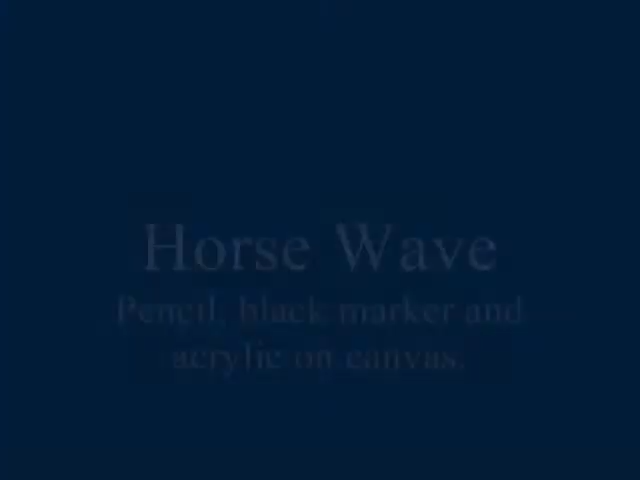 Horse Wave
Pencil, black marker and
acrylic on canvas.